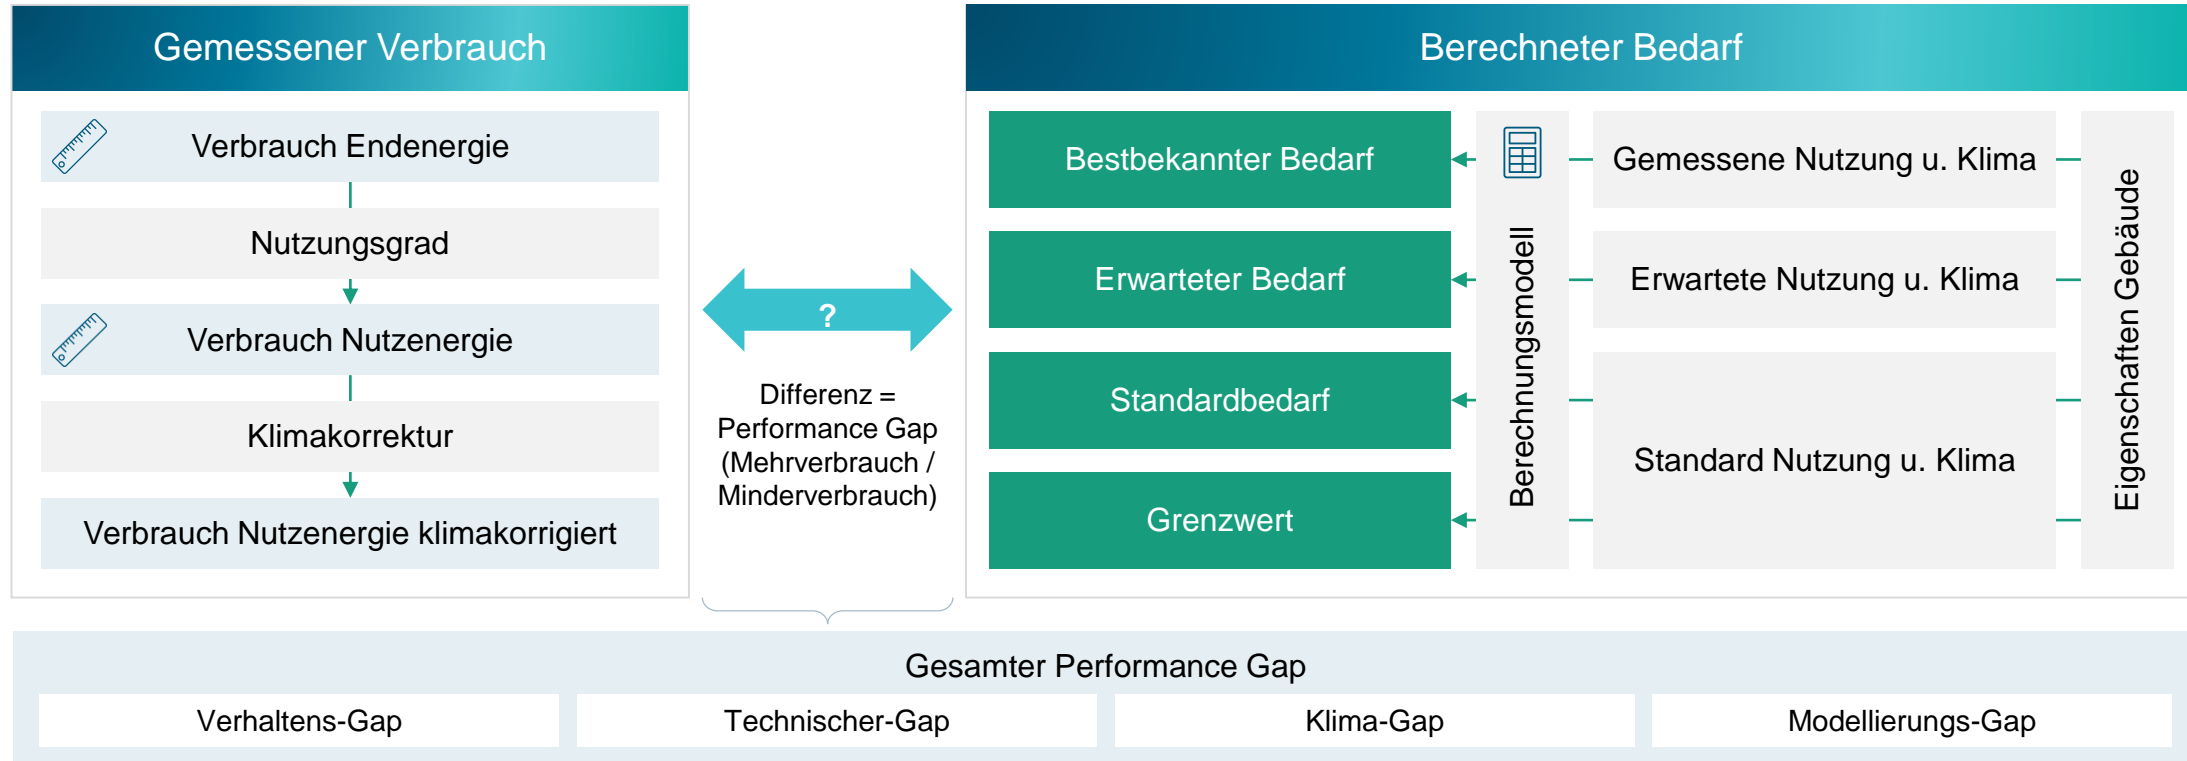 Gemessener Verbrauch
Verbrauch Endenergie
Nutzungsgrad
Verbrauch Nutzenergie
Klimakorrektur
Verbrauch Nutzenergie klimakorrigiert
?
Differenz =
Performance Gap
(Mehrverbrauch /
Minderverbrauch)
Berechneter Bedarf
Bestbekannter Bedarf
Erwarteter Bedarf
Standardbedarf
Grenzwert
Berechnungsmodell
Gemessene Nutzung u. Klima
Erwartete Nutzung u. Klima
Standard Nutzung u. Klima
Eigenschaften Gebäude
Gesamter Performance Gap
Verhaltens-Gap
Technischer-Gap
Klima-Gap
Modellierungs-Gap